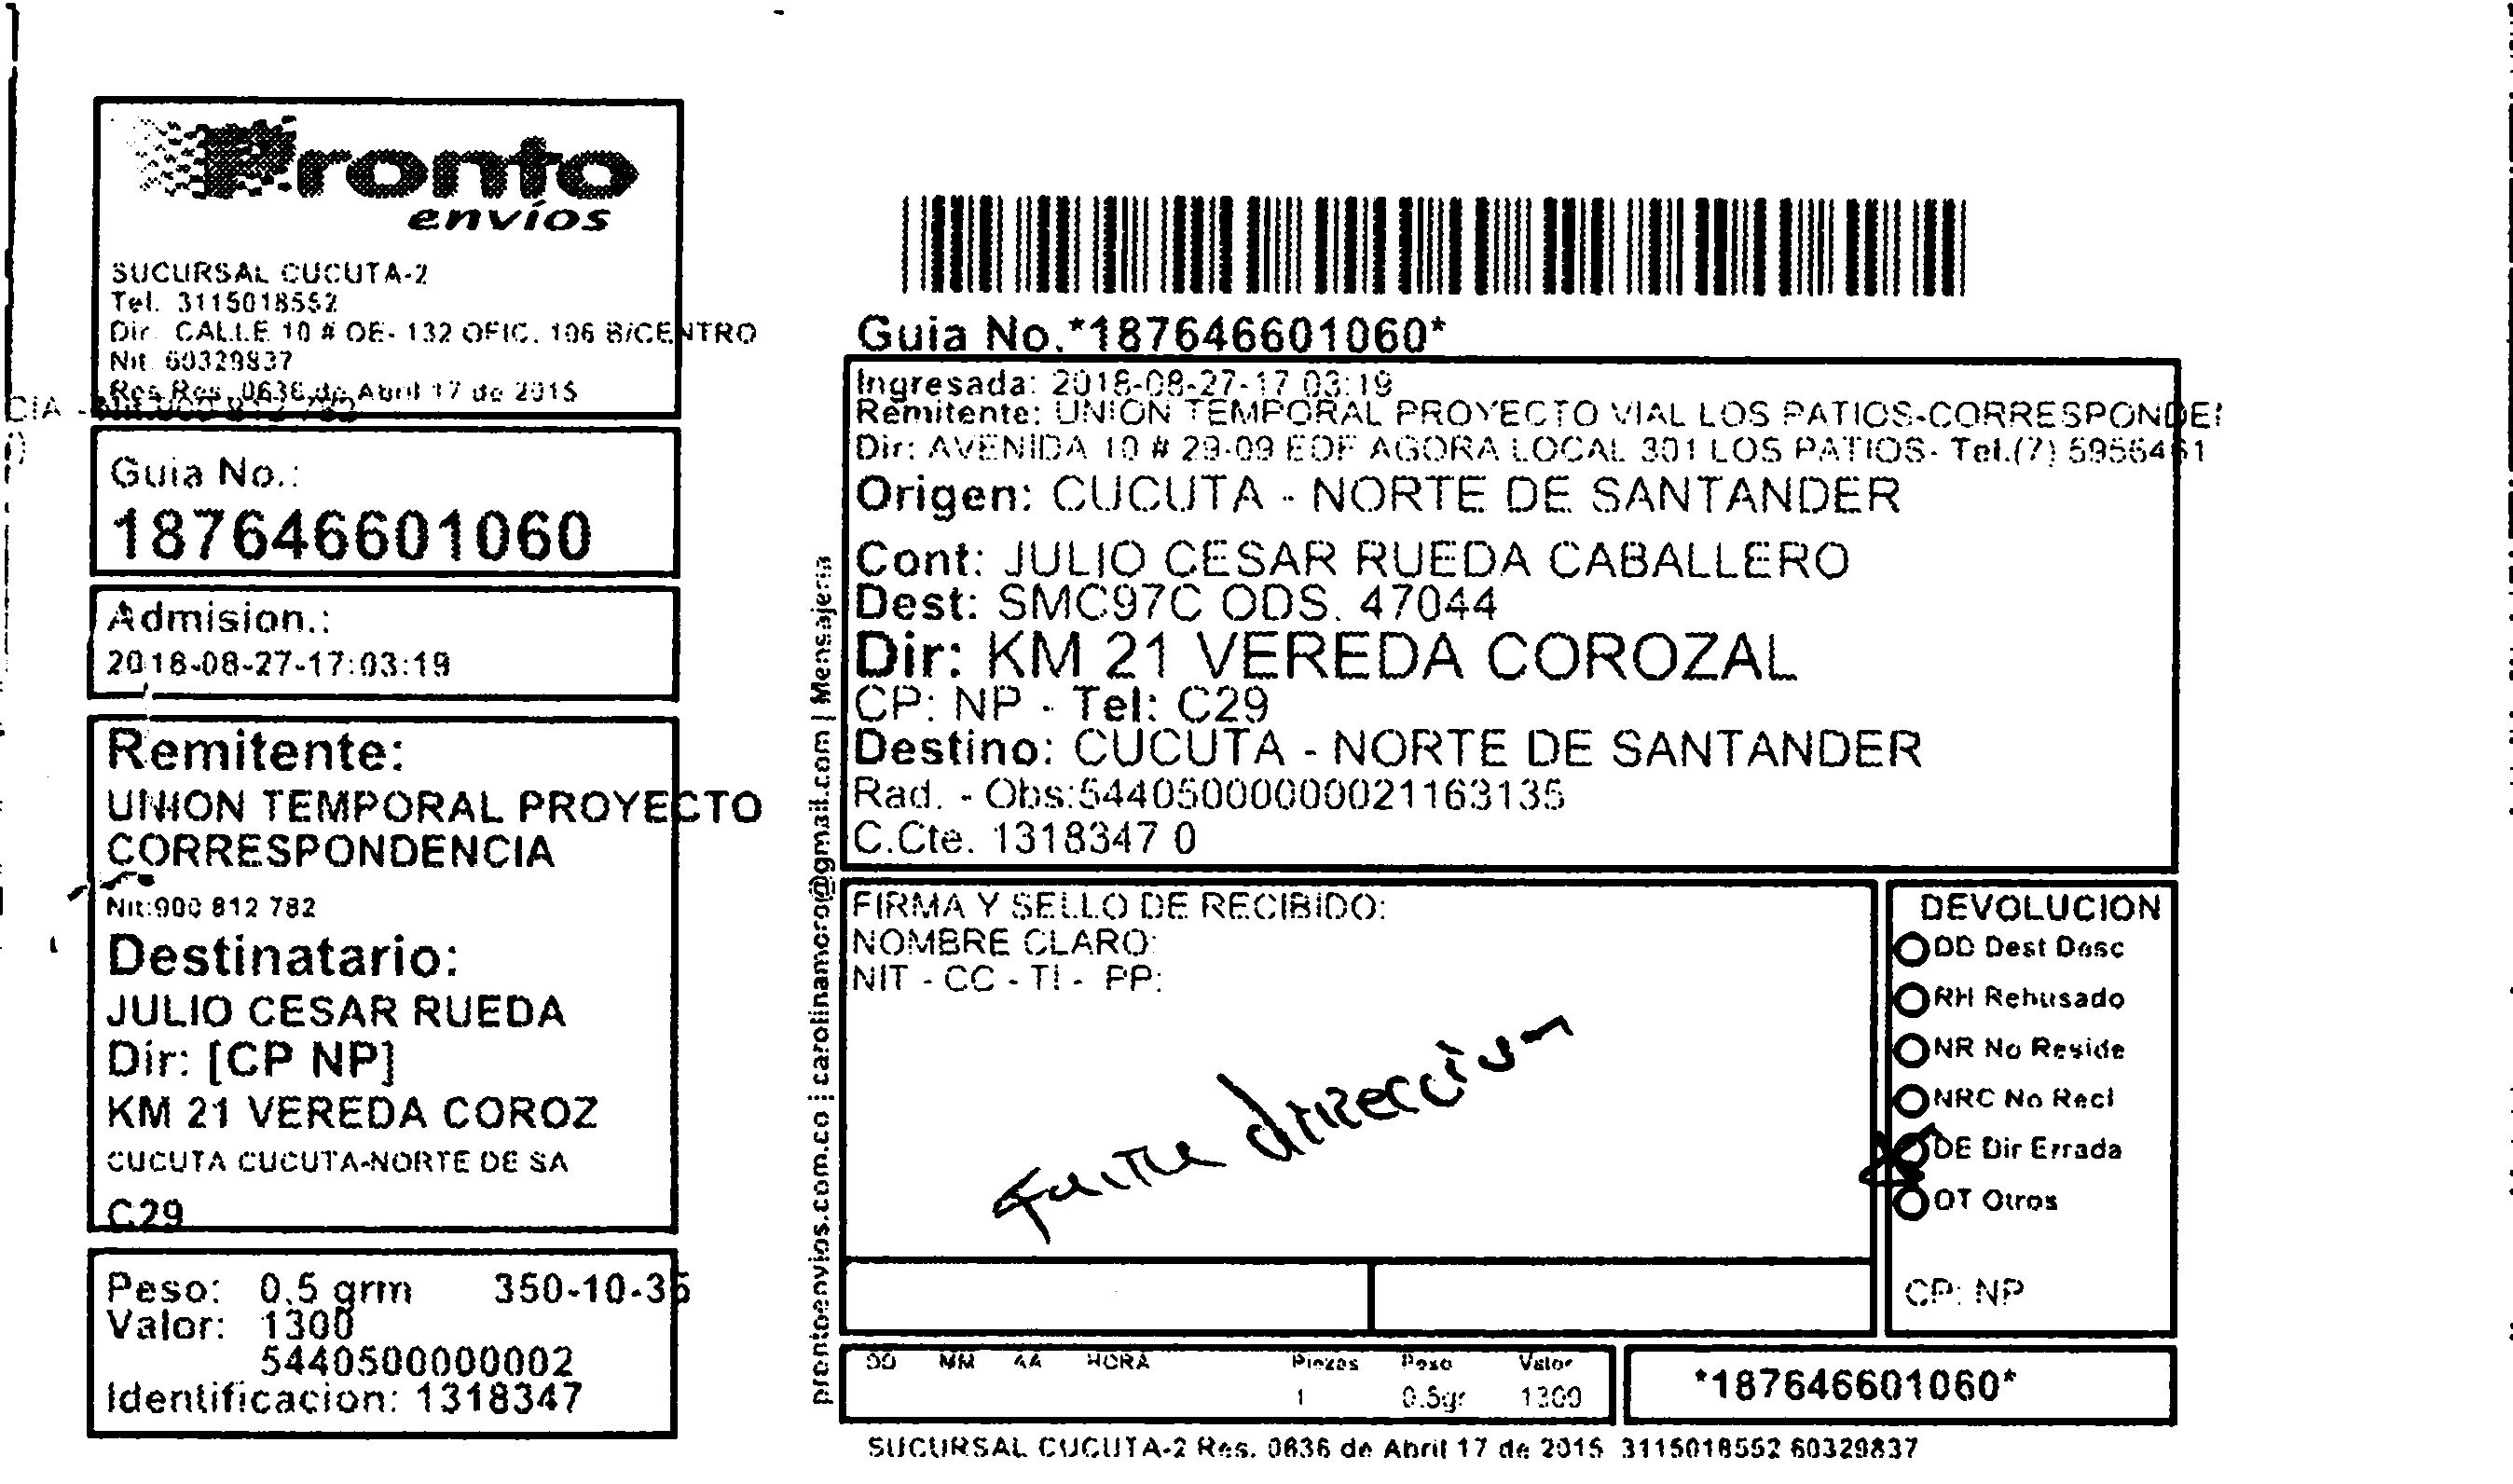 Pronto
envíos
SUCURSAL CUCUTA-2
Tel. 3115018552
Dir. CALLE 10 # OE- 132 OFIC. 106 B/CENTRO
Nit. 60329837
Res.Res. 0636 de Abril 17 de 2015
CIA -
Guia No.:
187646601060
Admision.:
2018-08-27-17:03:19
Remitente:
UNION TEMPORAL PROYECTO
CORRESPONDENCIA
Nit:900 812 782
Destinatario:
JULIO CESAR RUEDA
Dir: [CP NP]
KM 21 VEREDA COROZ
CUCUTA CUCUTA-NORTE DE SA
C29
Peso: 0.5 grm 350-10-35
Valor: 1300
5440500000002
Identificacion: 1318347
prontoenvios.com.co | carolinamoro@gmail.com | Mensajeria
Guia No.*187646601060*
Ingresada: 2018-08-27-17 03:19
Remitente: UNION TEMPORAL PROYECTO VIAL LOS PATIOS-CORRESPONDEN
Dir: AVENIDA 10 # 29-09 EDF AGORA LOCAL 301 LOS PATIOS- Tel.(7) 5956461
Origen: CUCUTA - NORTE DE SANTANDER
Cont: JULIO CESAR RUEDA CABALLERO
Dest: SMC97C ODS. 47044
Dir: KM 21 VEREDA COROZAL
CP: NP - Tel: C29
Destino: CUCUTA - NORTE DE SANTANDER
Rad. - Obs:544050000000021163135
C.Cte. 1318347 0
FIRMA Y SELLO DE RECIBIDO:
NOMBRE CLARO:
NIT - CC - TI - PP:
dirección
DEVOLUCION
DD Dest Desc
RH Rehusado
NR No Reside
NRC No Recl
DE Dir Errada
OT Otros
CP: NP
DD MM AA HORA Piezas Peso Valor
1 0.5gr 1300
*187646601060*
SUCURSAL CUCUTA-2 Res. 0636 de Abril 17 de 2015 3115018552 60329837